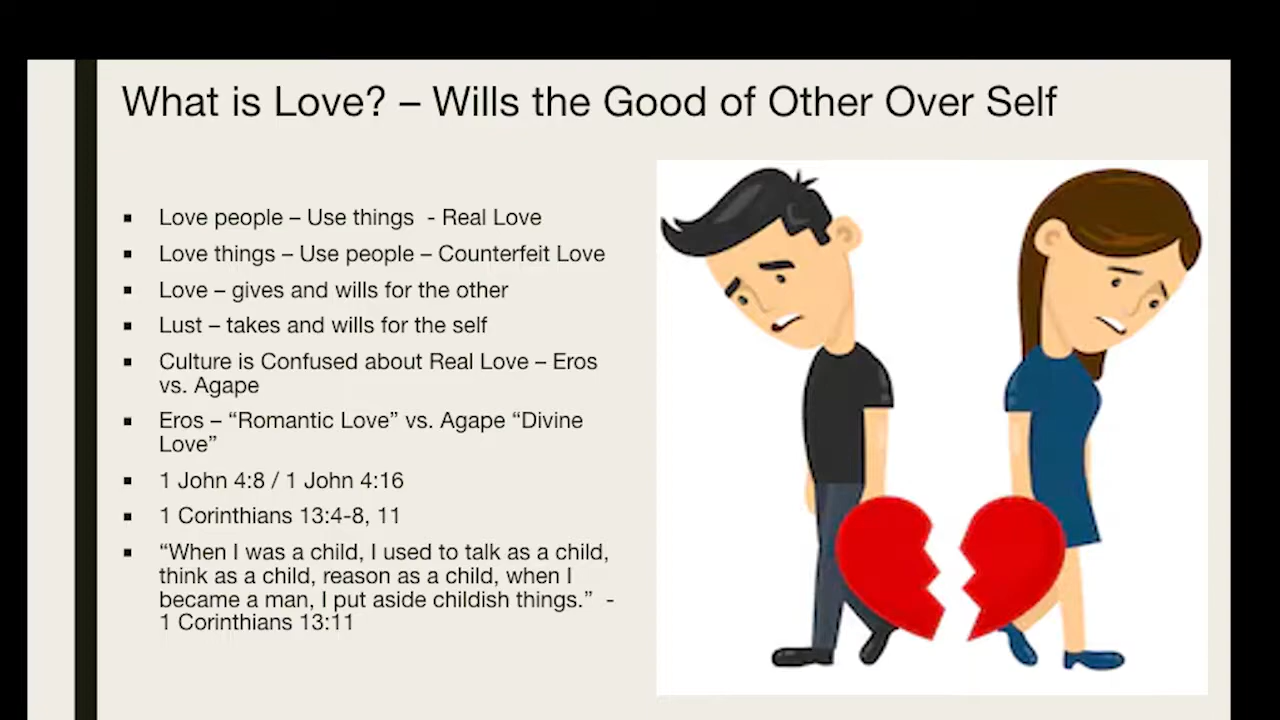 What is Love? – Wills the Good of Other Over Self
▪ Love people – Use things  - Real Love
▪ Love things – Use people – Counterfeit Love
▪ Love – gives and wills for the other
▪ Lust – takes and wills for the self
▪ Culture is Confused about Real Love – Eros
vs. Agape
▪ Eros – “Romantic Love” vs. Agape “Divine
Love”
▪ 1 John 4:8 / 1 John 4:16
▪ 1 Corinthians 13:4-8, 11
▪ “When I was a child, I used to talk as a child,
think as a child, reason as a child, when I
became a man, I put aside childish things.”  -
1 Corinthians 13:11